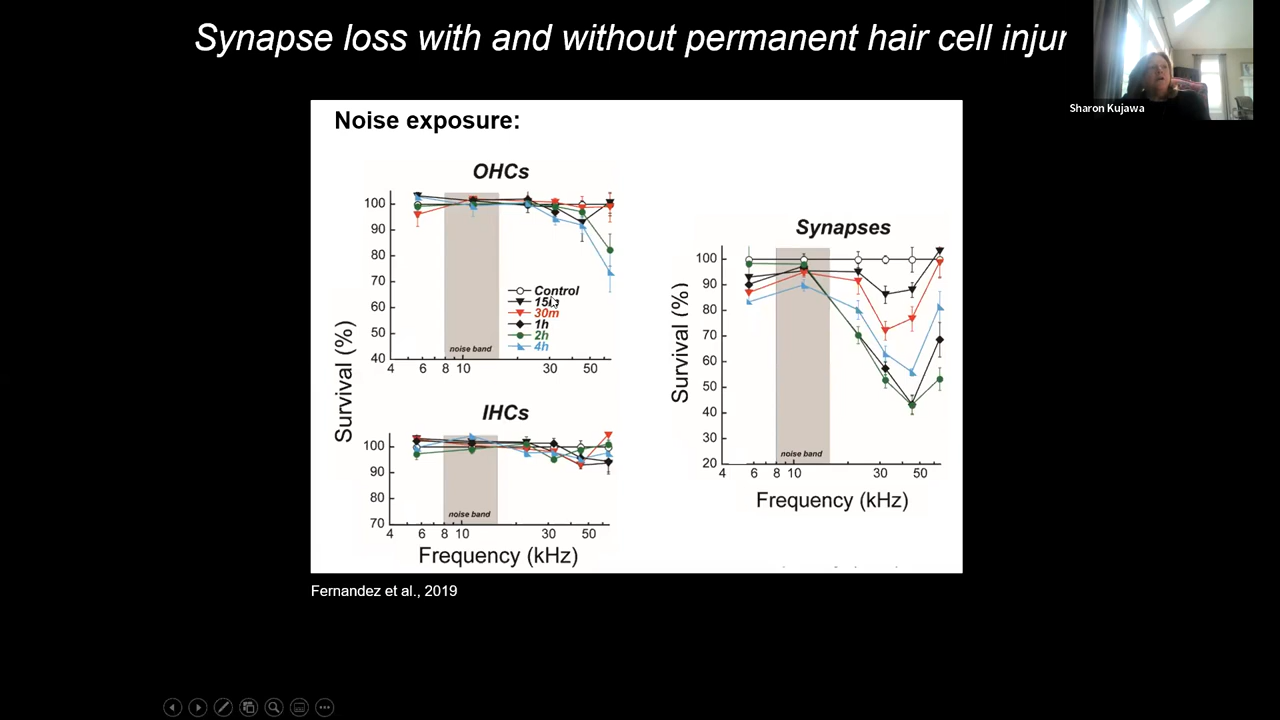 Synapse loss with and without permanent hair cell injur
Sharon Kujawa
Noise exposure:
OHCs
100
90
80
70
60
50
40
4 6 8 10 30 50
noise band
Control
30m
1h
2h
4h
Survival (%)
IHCs
100
90
80
70
4 6 8 10 30 50
noise band
Frequency (kHz)
Synapses
100
90
80
70
60
50
40
30
20
4 6 8 10 30 50
noise band
Survival (%)
Frequency (kHz)
Fernandez et al., 2019